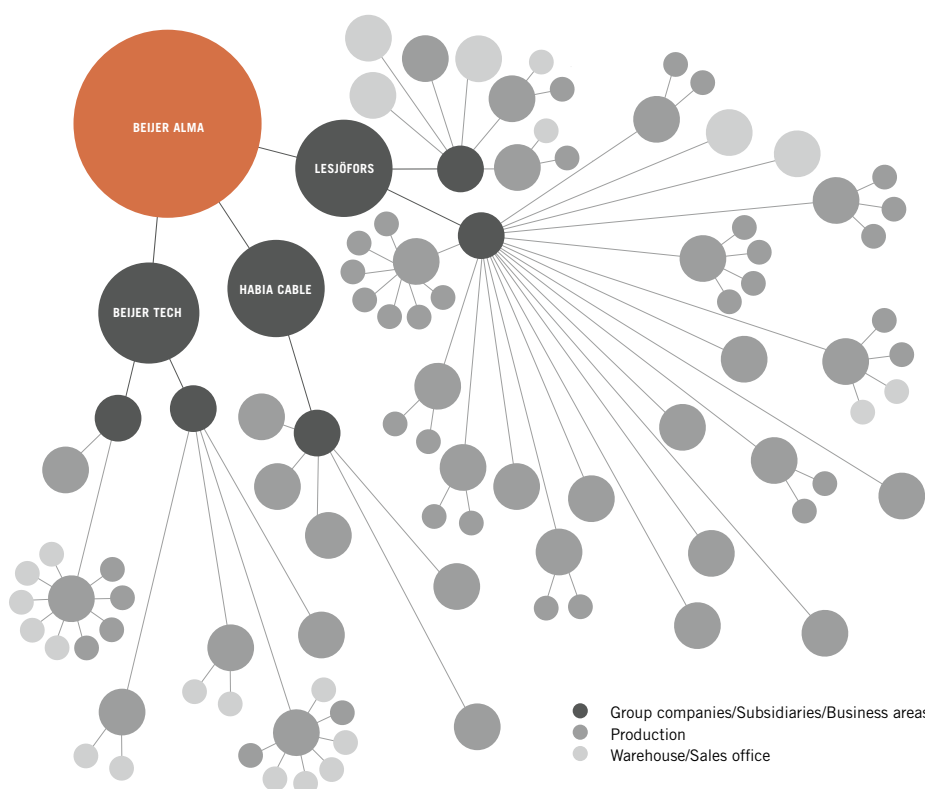 BEIJER ALMA
LESJÖFORS
HABIA CABLE
BEIJER TECH
Group companies/Subsidiaries/Business areas
Production
Warehouse/Sales office